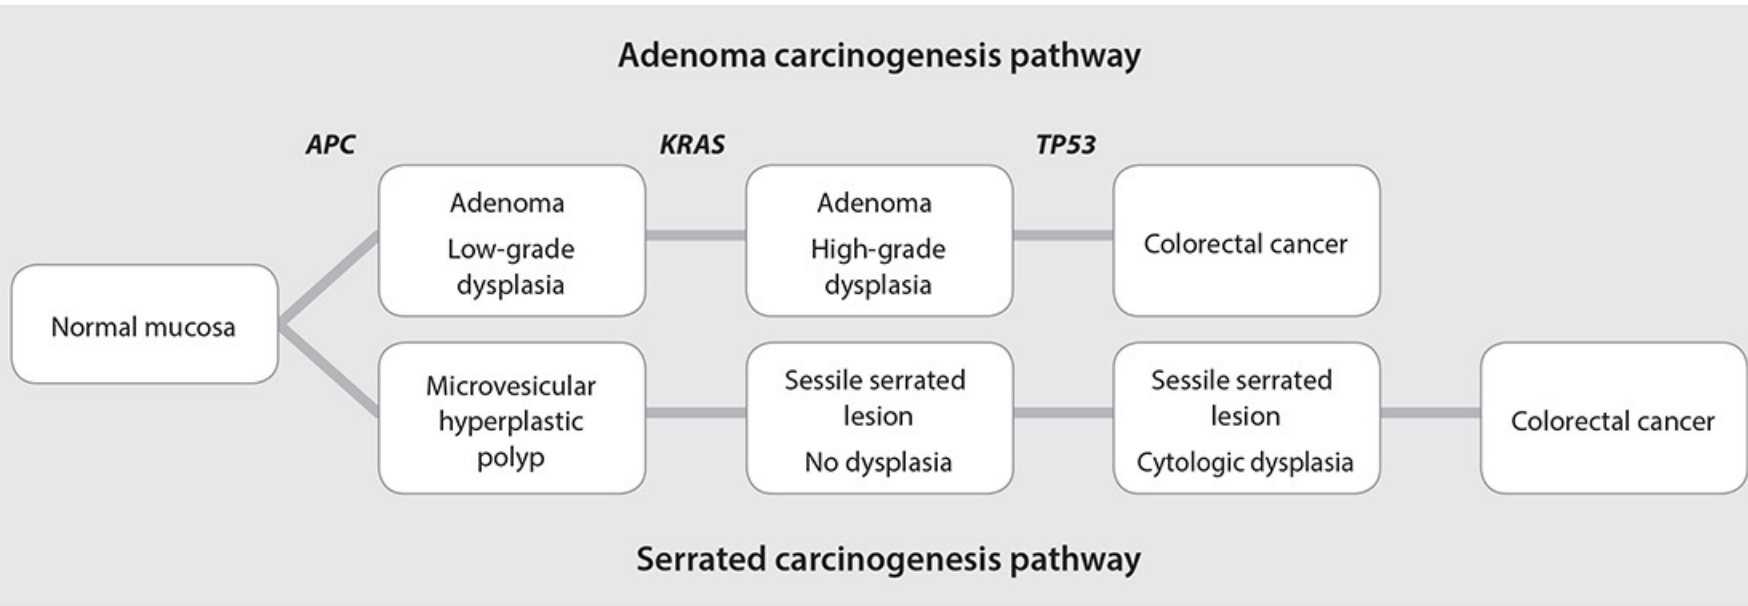 Adenoma carcinogenesis pathway
APC
KRAS
TP53
Adenoma
Low-grade
dysplasia
Adenoma
High-grade
dysplasia
Colorectal cancer
Normal mucosa
Microvesicular
hyperplastic
polyp
Sessile serrated
lesion
No dysplasia
Sessile serrated
lesion
Cytologic dysplasia
Colorectal cancer
Serrated carcinogenesis pathway